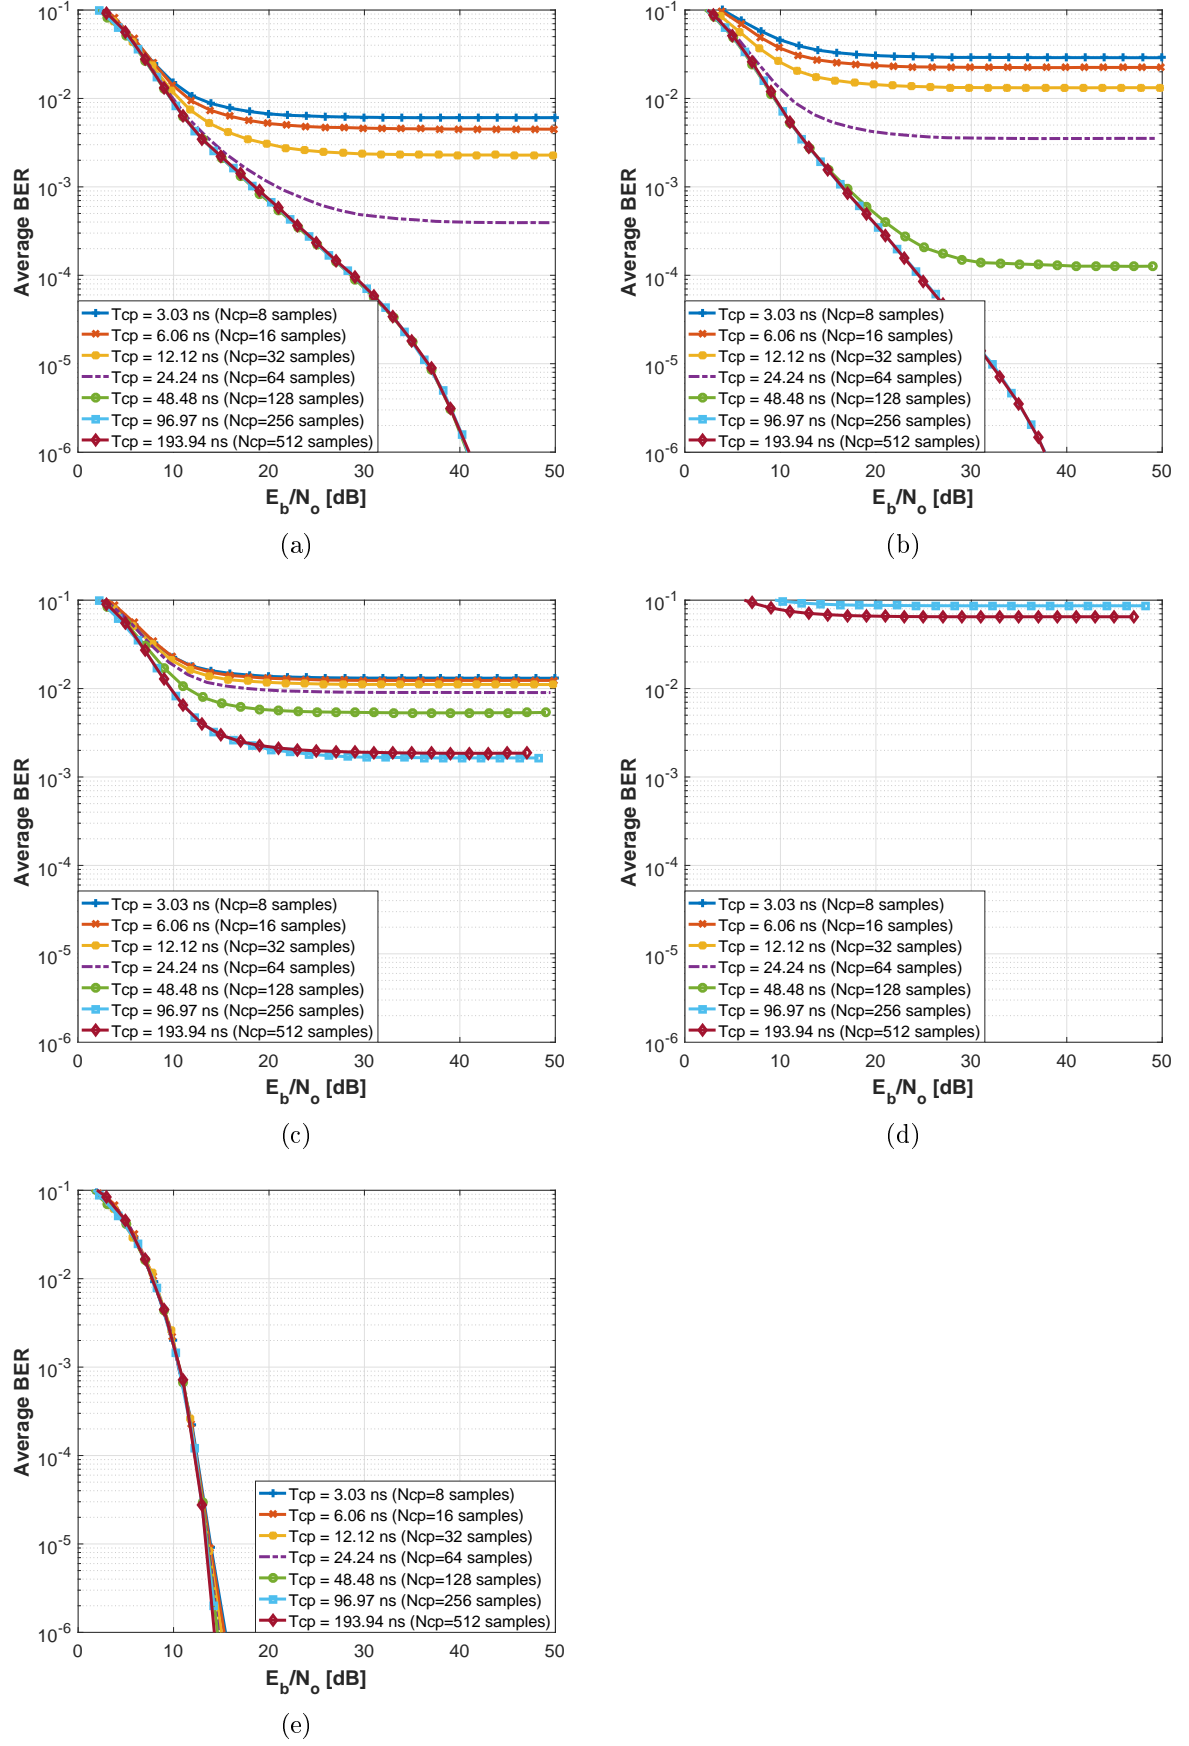 10^-1
10^-2
10^-3
10^-4
10^-5
10^-6
Average BER
Tcp = 3.03 ns (Ncp=8 samples)
Tcp = 6.06 ns (Ncp=16 samples)
Tcp = 12.12 ns (Ncp=32 samples)
Tcp = 24.24 ns (Ncp=64 samples)
Tcp = 48.48 ns (Ncp=128 samples)
Tcp = 96.97 ns (Ncp=256 samples)
Tcp = 193.94 ns (Ncp=512 samples)
0 10 20 30 40 50
E_b/N_o [dB]
(a)
10^-1
10^-2
10^-3
10^-4
10^-5
10^-6
Average BER
Tcp = 3.03 ns (Ncp=8 samples)
Tcp = 6.06 ns (Ncp=16 samples)
Tcp = 12.12 ns (Ncp=32 samples)
Tcp = 24.24 ns (Ncp=64 samples)
Tcp = 48.48 ns (Ncp=128 samples)
Tcp = 96.97 ns (Ncp=256 samples)
Tcp = 193.94 ns (Ncp=512 samples)
0 10 20 30 40 50
E_b/N_o [dB]
(b)
10^-1
10^-2
10^-3
10^-4
10^-5
10^-6
Average BER
Tcp = 3.03 ns (Ncp=8 samples)
Tcp = 6.06 ns (Ncp=16 samples)
Tcp = 12.12 ns (Ncp=32 samples)
Tcp = 24.24 ns (Ncp=64 samples)
Tcp = 48.48 ns (Ncp=128 samples)
Tcp = 96.97 ns (Ncp=256 samples)
Tcp = 193.94 ns (Ncp=512 samples)
0 10 20 30 40 50
E_b/N_o [dB]
(c)
10^-1
10^-2
10^-3
10^-4
10^-5
10^-6
Average BER
Tcp = 3.03 ns (Ncp=8 samples)
Tcp = 6.06 ns (Ncp=16 samples)
Tcp = 12.12 ns (Ncp=32 samples)
Tcp = 24.24 ns (Ncp=64 samples)
Tcp = 48.48 ns (Ncp=128 samples)
Tcp = 96.97 ns (Ncp=256 samples)
Tcp = 193.94 ns (Ncp=512 samples)
0 10 20 30 40 50
E_b/N_o [dB]
(d)
10^-1
10^-2
10^-3
10^-4
10^-5
10^-6
Average BER
Tcp = 3.03 ns (Ncp=8 samples)
Tcp = 6.06 ns (Ncp=16 samples)
Tcp = 12.12 ns (Ncp=32 samples)
Tcp = 24.24 ns (Ncp=64 samples)
Tcp = 48.48 ns (Ncp=128 samples)
Tcp = 96.97 ns (Ncp=256 samples)
Tcp = 193.94 ns (Ncp=512 samples)
0 10 20 30 40 50
E_b/N_o [dB]
(e)